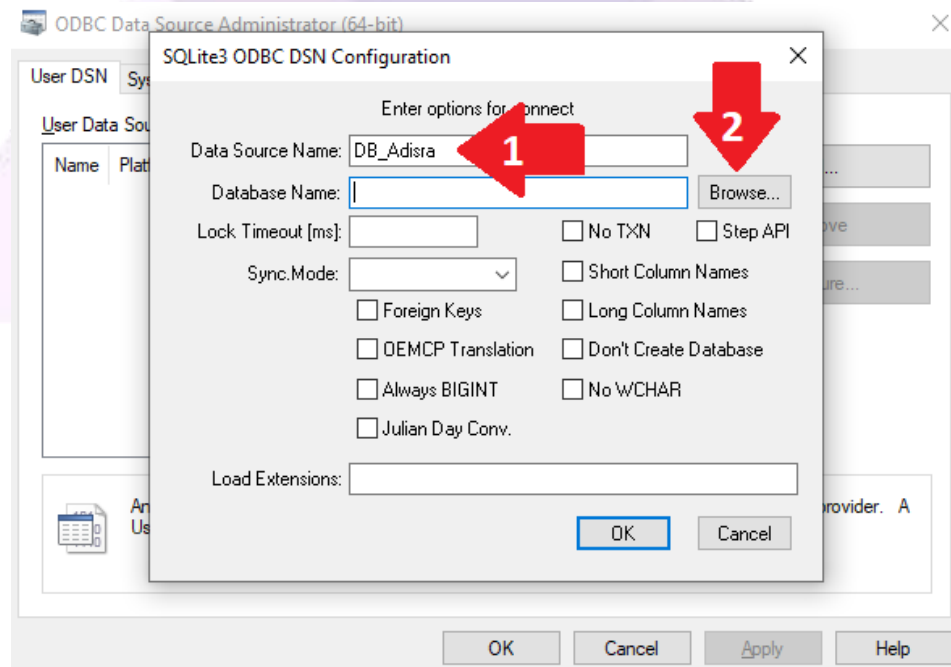 ODBC Data Source Administrator (64-bit)
SQLite3 ODBC DSN Configuration
User DSN
Enter options for connect
User Data Sou
Data Source Name: DB_Adisra
1
2
Name
Database Name:
Browse...
Lock Timeout [ms]:
No TXN
Step API
Sync.Mode:
Short Column Names
Foreign Keys
Long Column Names
OEMCP Translation
Don't Create Database
Always BIGINT
No WCHAR
Julian Day Conv.
Load Extensions:
An
provider. A
Us
OK
Cancel
OK
Cancel
Apply
Help